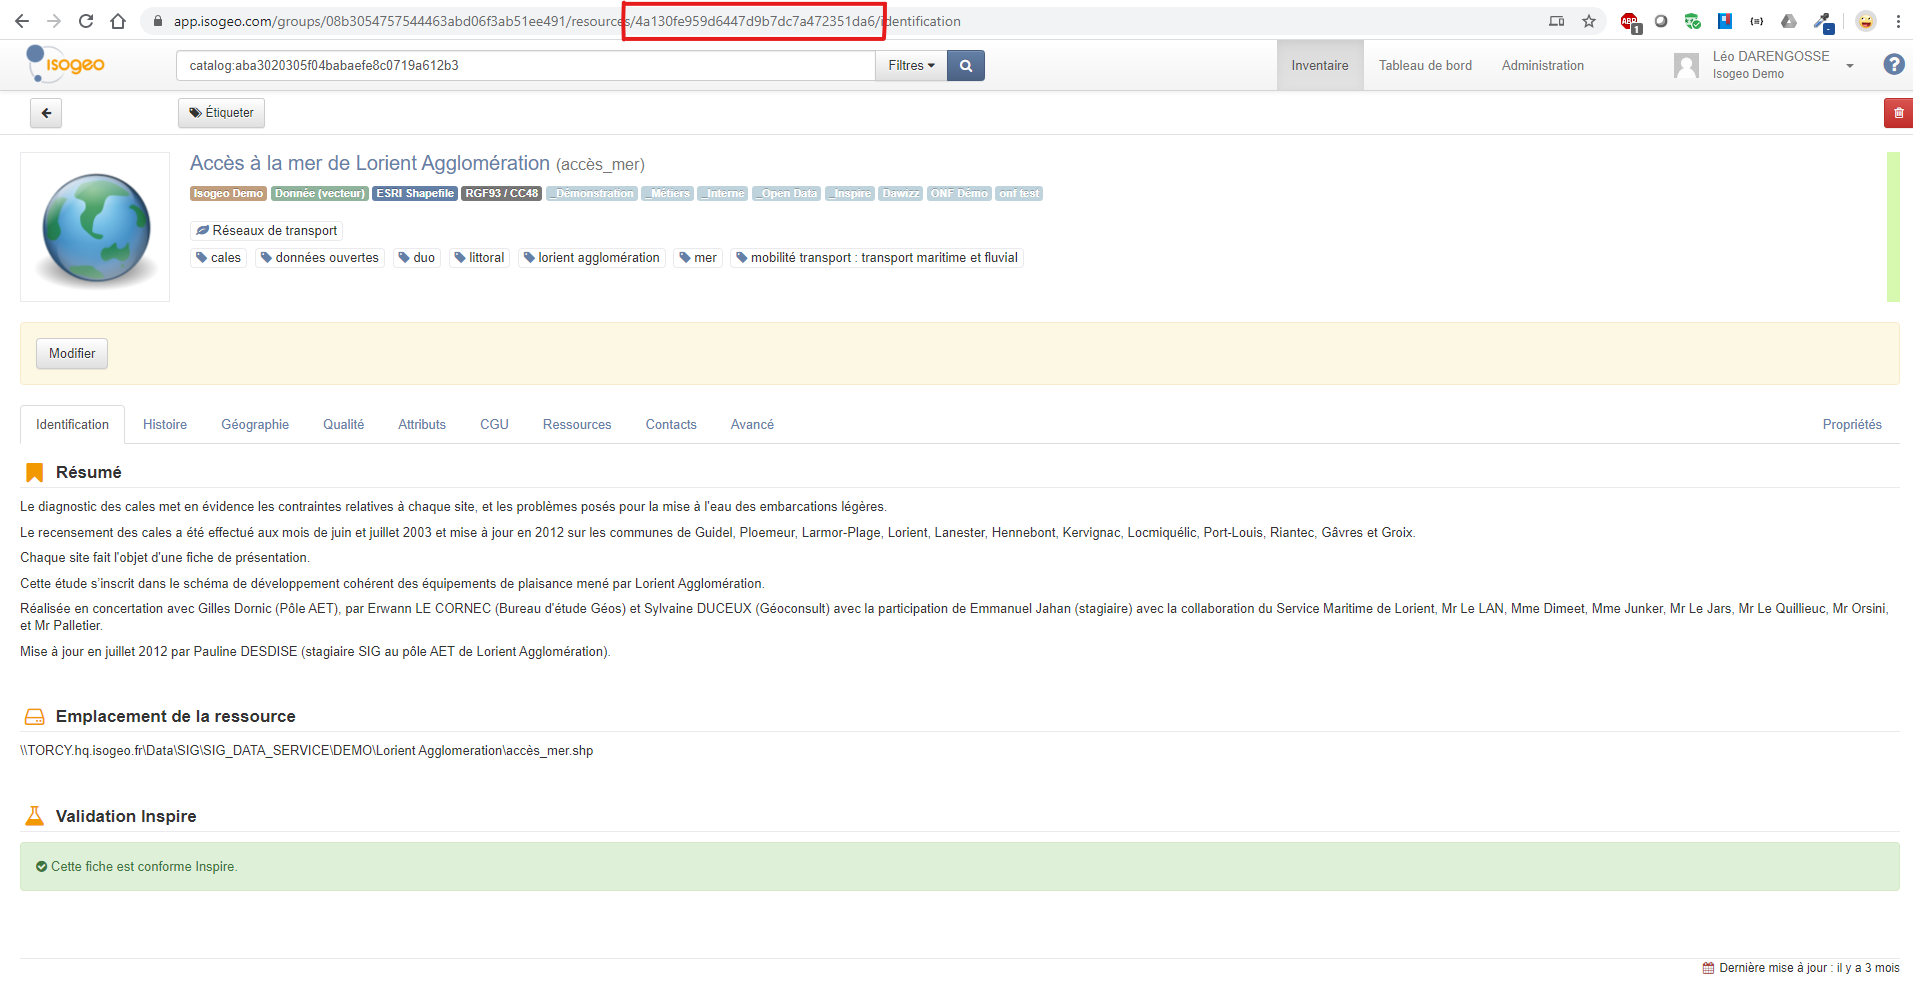 app.isogeo.com/groups/08b3054757544463abd06f3ab51ee491/resources/4a130fe959d6447d9b7dc7a472351da6/identification
ABP 1
isogeo
catalog:aba3020305f04babaefe8c0719a612b3
Filtres
Inventaire
Tableau de bord
Administration
Léo DARENGOSSE
Isogeo Demo
?
Étiqueter
Accès à la mer de Lorient Agglomération (accès_mer)
Isogeo Demo Donnée (vecteur) ESRI Shapefile RGF93 / CC48 _Démonstration _Métiers _Interne _Open Data _Inspire Dawizz ONF Démo onf test
Réseaux de transport
cales données ouvertes duo littoral lorient agglomération mer mobilité transport : transport maritime et fluvial
Modifier
Identification Histoire Géographie Qualité Attributs CGU Ressources Contacts Avancé Propriétés
Résumé
Le diagnostic des cales met en évidence les contraintes relatives à chaque site, et les problèmes posés pour la mise à l'eau des embarcations légères.
Le recensement des cales a été effectué aux mois de juin et juillet 2003 et mise à jour en 2012 sur les communes de Guidel, Ploemeur, Larmor-Plage, Lorient, Lanester, Hennebont, Kervignac, Locmiquélic, Port-Louis, Riantec, Gâvres et Groix.
Chaque site fait l'objet d'une fiche de présentation.
Cette étude s'inscrit dans le schéma de développement cohérent des équipements de plaisance mené par Lorient Agglomération.
Réalisée en concertation avec Gilles Dornic (Pôle AET), par Erwann LE CORNEC (Bureau d'étude Géos) et Sylvaine DUCEUX (Géoconsult) avec la participation de Emmanuel Jahan (stagiaire) avec la collaboration du Service Maritime de Lorient, Mr Le LAN, Mme Dimeet, Mme Junker, Mr Le Jars, Mr Le Quillieuc, Mr Orsini,
et Mr Palletier.
Mise à jour en juillet 2012 par Pauline DESDISE (stagiaire SIG au pôle AET de Lorient Agglomération).
Emplacement de la ressource
\\TORCY.hq.isogeo.fr\Data\SIG\SIG_DATA_SERVICE\DEMO\Lorient Agglomeration\accès_mer.shp
Validation Inspire
Cette fiche est conforme Inspire.
Dernière mise à jour : il y a 3 mois